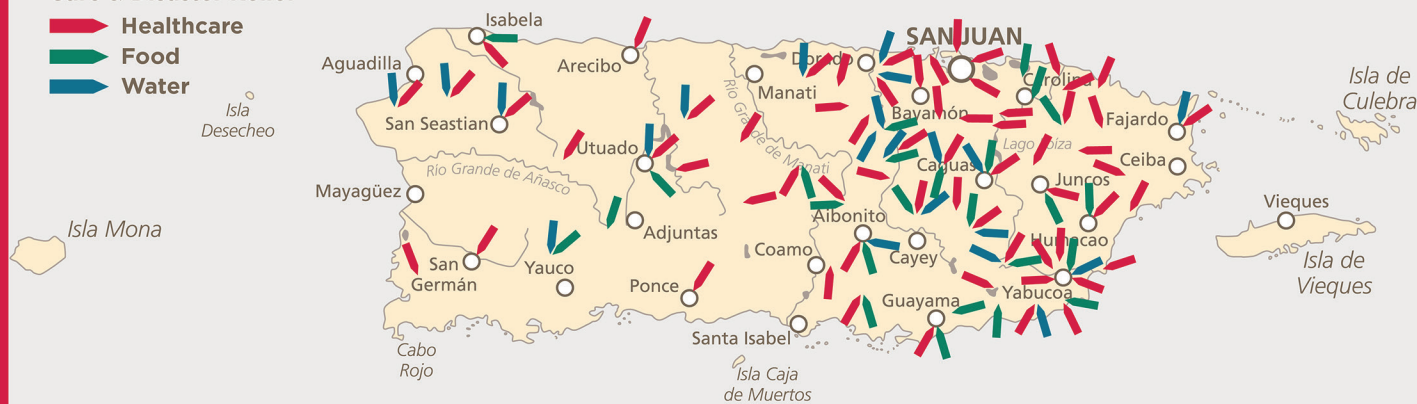 Healthcare
Food
Water
Isabela
Aguadilla
Isla
Desecheo
San Seastian
Arecibo
Utuado
Rio Grande de Añasco
Mayagüez
Isla Mona
San
Germán
Yauco
Adjuntas
Ponce
Cabo
Rojo
Manati
Dorado
Rio Grande de Manati
SAN JUAN
Bayamón
Carolina
Fajardo
Ceiba
Caguas
Juncos
Aibonito
Coamo
Cayey
Humacao
Guayama
Yabucoa
Santa Isabel
Isla Caja
de Muertos
Isla de
Culebra
Vieques
Isla de
Vieques